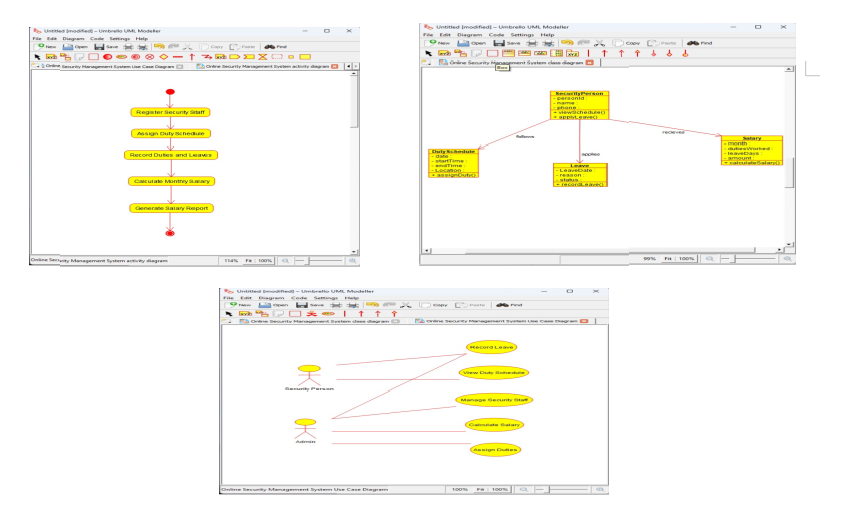 Untitled [modified] – Umbrello UML Modeller
File Edit Diagram Code Settings Help
New Open Save Copy Paste Find
Online Security Management System Use Case Diagram Online Security Management System activity diagram
Register Security Staff
Assign Duty Schedule
Record Duties and Leaves
Calculate Monthly Salary
Generate Salary Report
Online Security Management System activity diagram 114% Fit 100%
Untitled [modified] – Umbrello UML Modeller
File Edit Diagram Code Settings Help
New Open Save Copy Paste Find
Online Security Management System class diagram
Box
SecurityPerson
- personId :
- name :
- phone :
+ viewSchedule()
+ applyLeave()
follows
applies
recieves
DutySchedule
- date :
- startTime :
- endTime :
- Location :
+ assignDuty()
Leave
- LeaveDate :
- reason :
- status :
+ recordLeave()
Salary
- month
- dutiesWorked :
- leaveDays :
- amount :
+ calculateSalary()
99% Fit 100%
Untitled [modified] – Umbrello UML Modeller
File Edit Diagram Code Settings Help
New Open Save Copy Paste Find
Online Security Management System class diagram Online Security Management System Use Case Diagram
Record Leave
View Duty Schedule
Security Person
Manage Security Staff
Calculate Salary
Admin
Assign Duties
Online Security Management System Use Case Diagram 100% Fit 100%